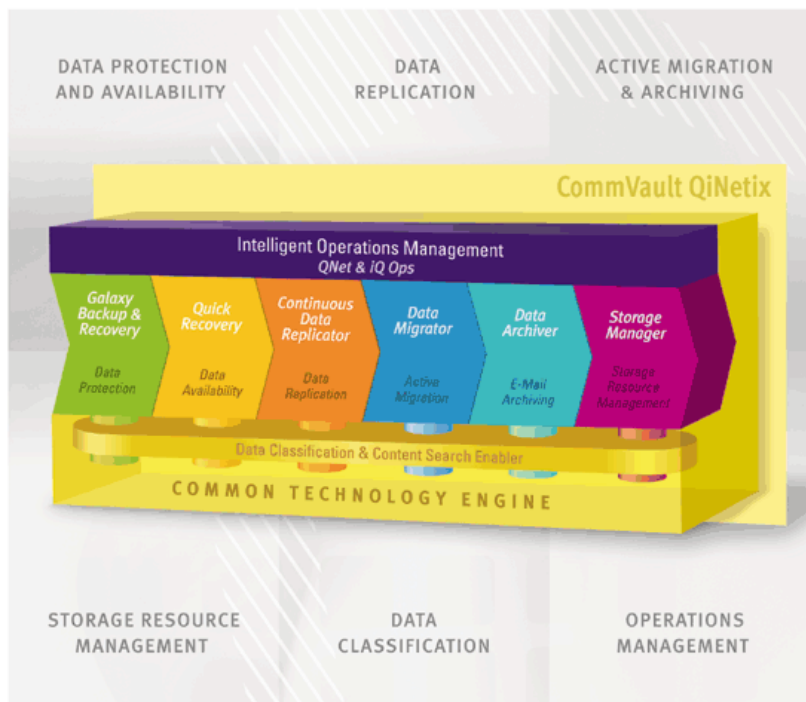 DATA PROTECTION
AND AVAILABILITY
DATA
REPLICATION
ACTIVE MIGRATION
& ARCHIVING
CommVault QiNetix
Intelligent Operations Management
QNet & iQ Ops
Galaxy
Backup &
Recovery
Data
Protection
Quick
Recovery
Data
Availability
Continuous
Data
Replicator
Data
Replication
Data
Migrator
Active
Migration
Data
Archiver
E-Mail
Archiving
Storage
Manager
Storage
Resource
Management
Data Classification & Content Search Enabler
COMMON TECHNOLOGY ENGINE
STORAGE RESOURCE
MANAGEMENT
DATA
CLASSIFICATION
OPERATIONS
MANAGEMENT